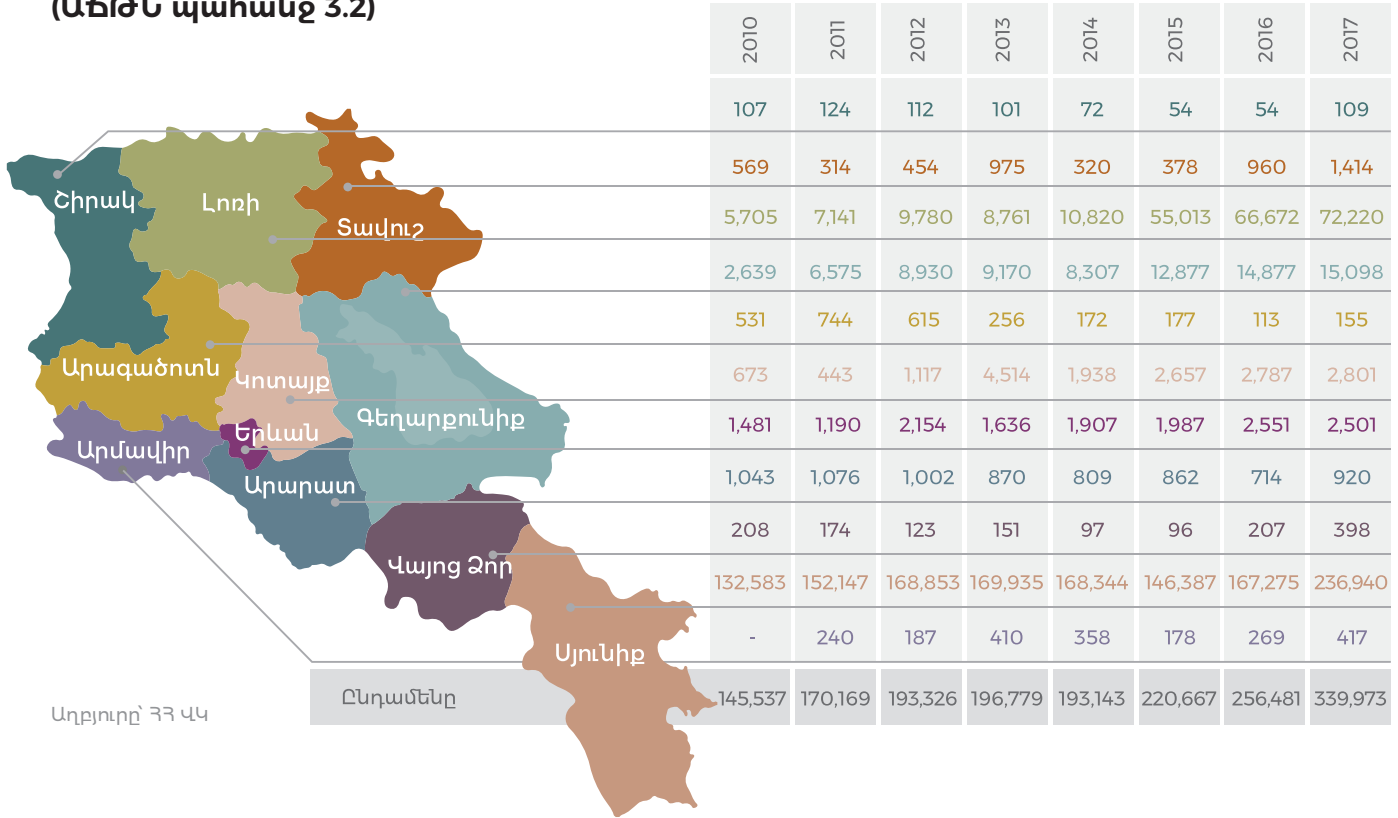 (ԱՃԹՆ պահանջ 3.2)
2010 2011 2012 2013 2014 2015 2016 2017
107 124 112 101 72 54 54 109
569 314 454 975 320 378 960 1,414
5,705 7,141 9,780 8,761 10,820 55,013 66,672 72,220
2,639 6,575 8,930 9,170 8,307 12,877 14,877 15,098
531 744 615 256 172 177 113 155
673 443 1,117 4,514 1,938 2,657 2,787 2,801
1,481 1,190 2,154 1,636 1,907 1,987 2,551 2,501
1,043 1,076 1,002 870 809 862 714 920
208 174 123 151 97 96 207 398
132,583 152,147 168,853 169,935 168,344 146,387 167,275 236,940
- 240 187 410 358 178 269 417
Ընդամենը 145,537 170,169 193,326 196,779 193,143 220,667 256,481 339,973
Շիրակ
Լոռի
Տավուշ
Արագածոտն
Կոտայք
Գեղարքունիք
Երևան
Արմավիր
Արարատ
Վայոց Ձոր
Սյունիք
Աղբյուրը՝ ՀՀ ՎԿ